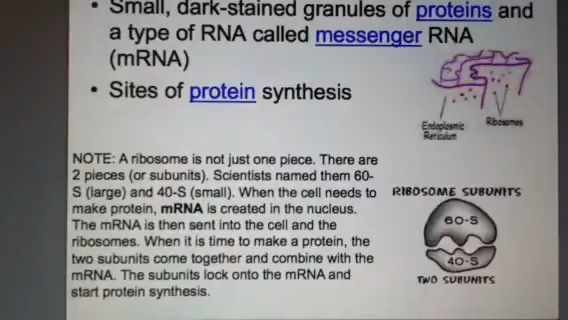 • Small, dark-stained granules of proteins and
a type of RNA called messenger RNA
(mRNA)
• Sites of protein synthesis
Endoplasmic
Reticulum
Ribosomes
NOTE: A ribosome is not just one piece. There are
2 pieces (or subunits). Scientists named them 60-
S (large) and 40-S (small). When the cell needs to
make protein, mRNA is created in the nucleus.
The mRNA is then sent into the cell and the
ribosomes. When it is time to make a protein, the
two subunits come together and combine with the
mRNA. The subunits lock onto the mRNA and
start protein synthesis.
RIBOSOME SUBUNITS
60-S
40-S
TWO SUBUNITS